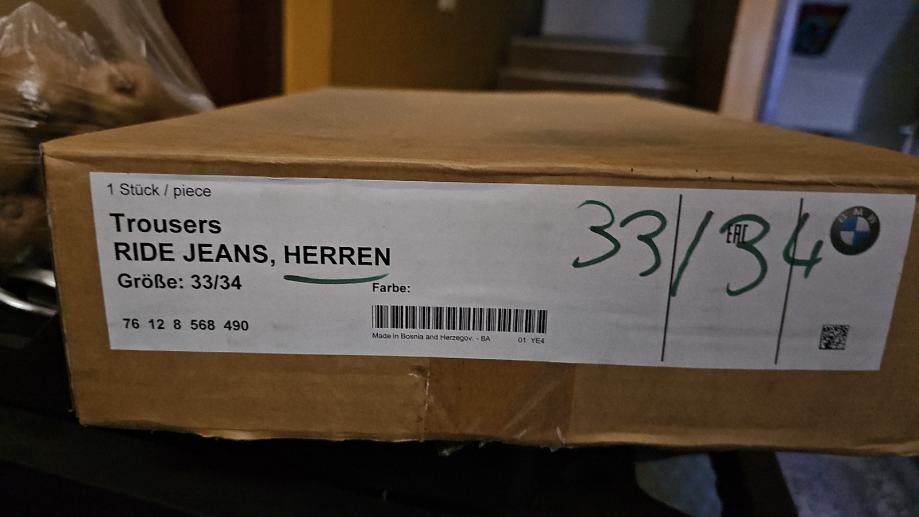 1 Stück / piece
Trousers
RIDE JEANS, HERREN
Größe: 33/34
Farbe:
76 12 8 568 490
Made in Bosnia and Herzegov. - BA 01 YE4
33/34
EAC
BMW